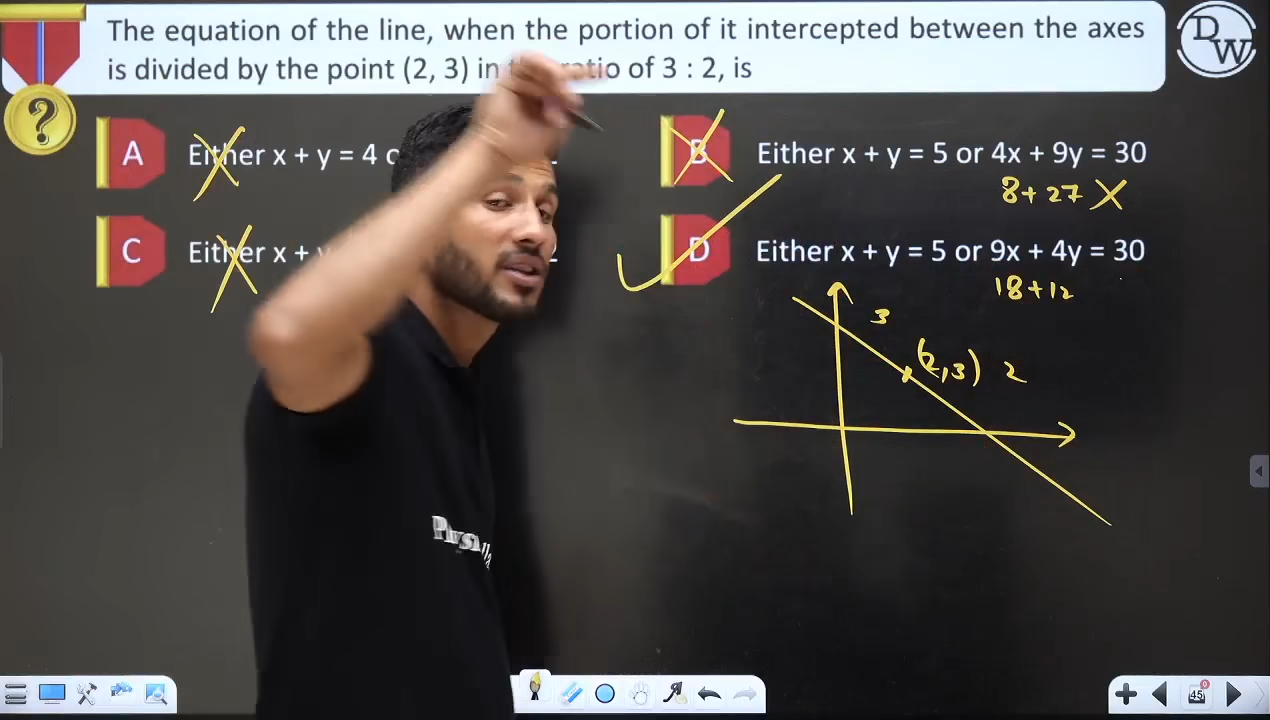 The equation of the line, when the portion of it intercepted between the axes
is divided by the point (2, 3) in ratio of 3 : 2, is
A Either x + y = 4
B Either x + y = 5 or 4x + 9y = 30
8+27 X
C Either x +
D Either x + y = 5 or 9x + 4y = 30
18+12
3
(2,3) 2
?
DW
45